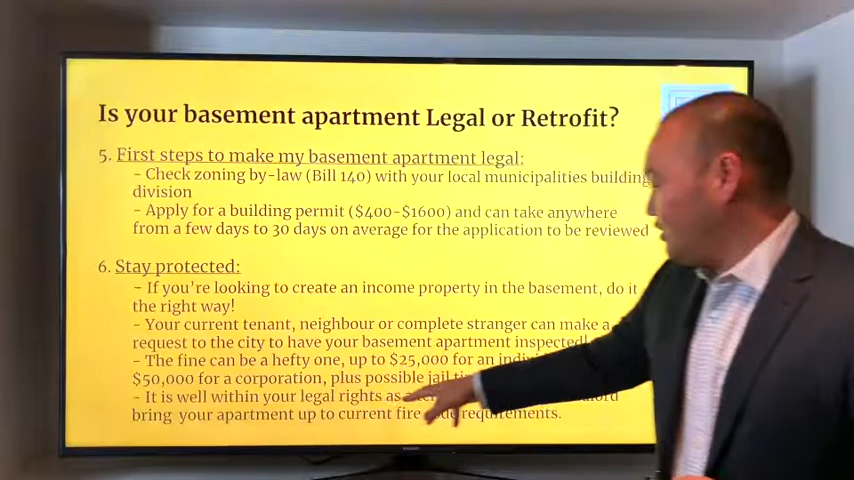 Is your basement apartment Legal or Retrofit?
5. First steps to make my basement apartment legal:
- Check zoning by-law (Bill 140) with your local municipalities building
division
- Apply for a building permit ($400-$1600) and can take anywhere
from a few days to 30 days on average for the application to be reviewed
6. Stay protected:
- If you're looking to create an income property in the basement, do it
the right way!
- Your current tenant, neighbour or complete stranger can make a
request to the city to have your basement apartment inspected!
- The fine can be a hefty one, up to $25,000 for an
$50,000 for a corporation, plus possible jail
- It is well within your legal rights as
bring your apartment up to current fire code requirements.